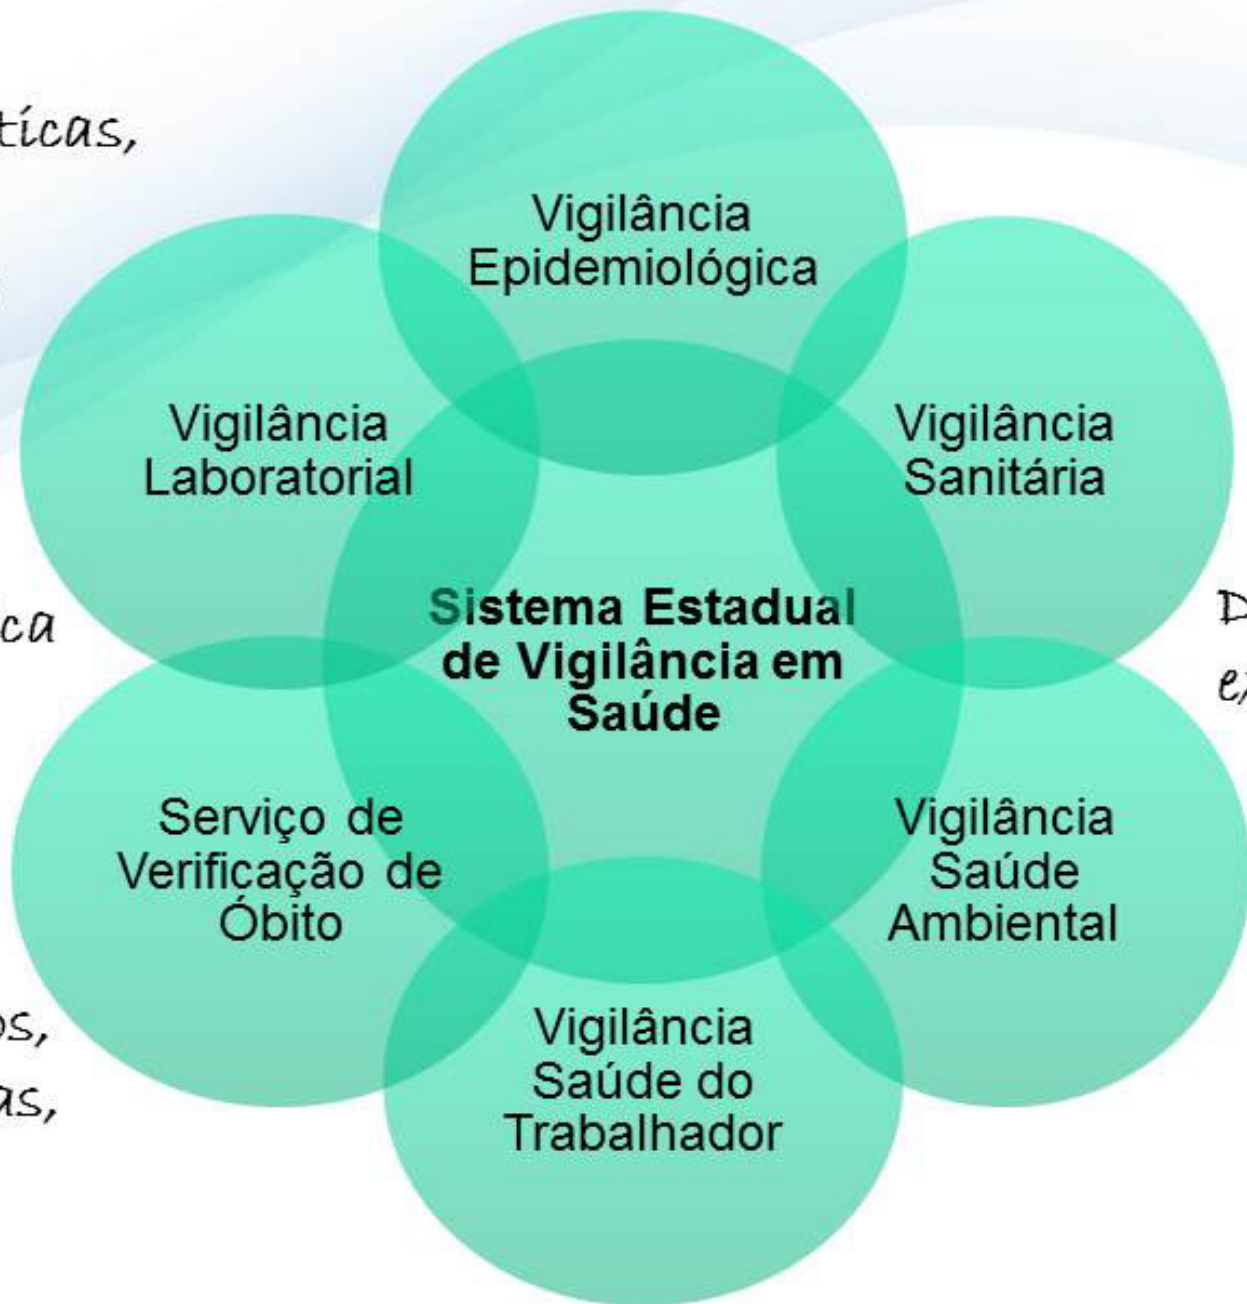 Vigilância
Epidemiológica
Vigilância
Laboratorial
Vigilância
Sanitária
Sistema Estadual
de Vigilância em
Saúde
Serviço de
Verificação de
Óbito
Vigilância
Saúde
Ambiental
Vigilância
Saúde do
Trabalhador
ticas,
ca
os,
as,
D